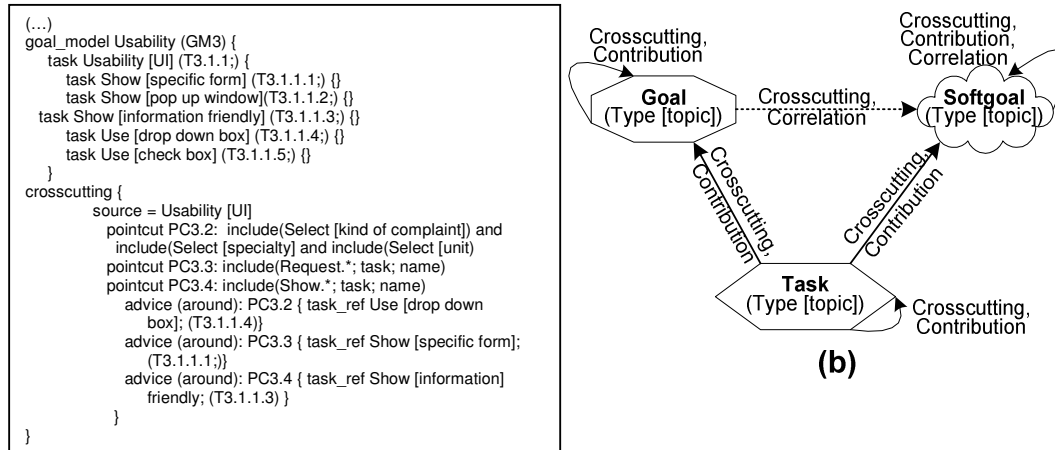 (...)
goal_model Usability (GM3) {
task Usability [UI] (T3.1.1;) {
task Show [specific form] (T3.1.1.1;) {}
task Show [pop up window](T3.1.1.2;) {}
task Show [information friendly] (T3.1.1.3;) {}
task Use [drop down box] (T3.1.1.4;) {}
task Use [check box] (T3.1.1.5;) {}
}
crosscutting {
source = Usability [UI]
pointcut PC3.2: include(Select [kind of complaint]) and
include(Select [specialty] and include(Select [unit)
pointcut PC3.3: include(Request.*; task; name)
pointcut PC3.4: include(Show.*; task; name)
advice (around): PC3.2 { task_ref Use [drop down
box]; (T3.1.1.4)}
advice (around): PC3.3 { task_ref Show [specific form];
(T3.1.1.1;)}
advice (around): PC3.4 { task_ref Show [information]
friendly; (T3.1.1.3) }
}
}
Crosscutting,
Contribution
Crosscutting,
Contribution,
Correlation
Goal
(Type [topic])
Crosscutting,
Correlation
Softgoal
(Type [topic])
Crosscutting,
Contribution
Crosscutting,
Contribution
Task
(Type [topic])
Crosscutting,
Contribution
(b)